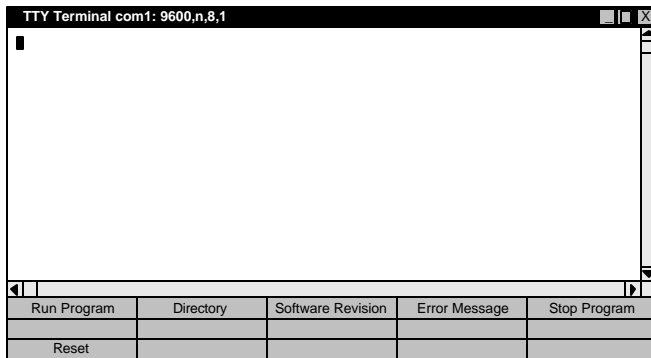 TTY Terminal com1: 9600,n,8,1 _ X
Run Program Directory Software Revision Error Message Stop Program
Reset